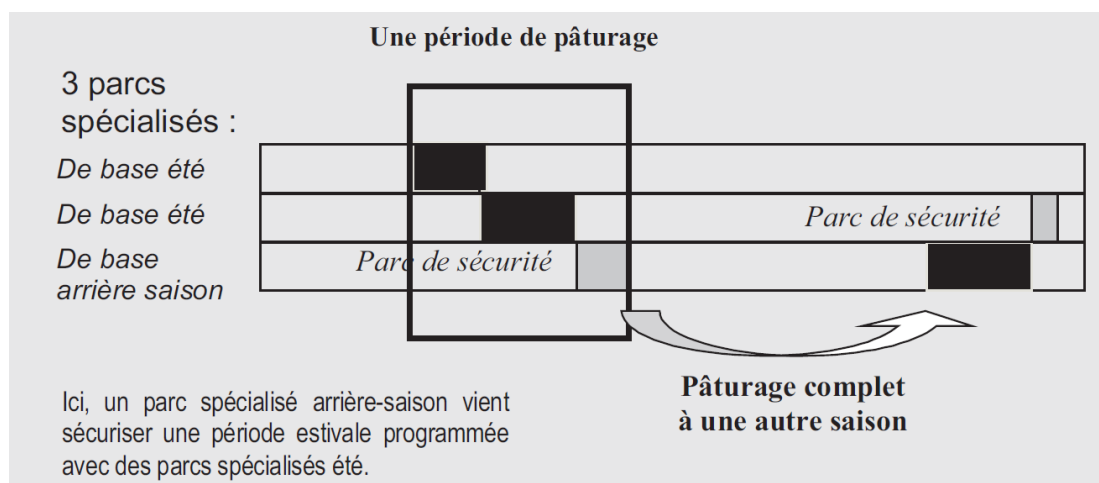 Une période de pâturage
3 parcs
spécialisés :
De base été
De base été
Parc de sécurité
De base
arrière saison
Parc de sécurité
Pâturage complet
à une autre saison
Ici, un parc spécialisé arrière-saison vient
sécuriser une période estivale programmée
avec des parcs spécialisés été.